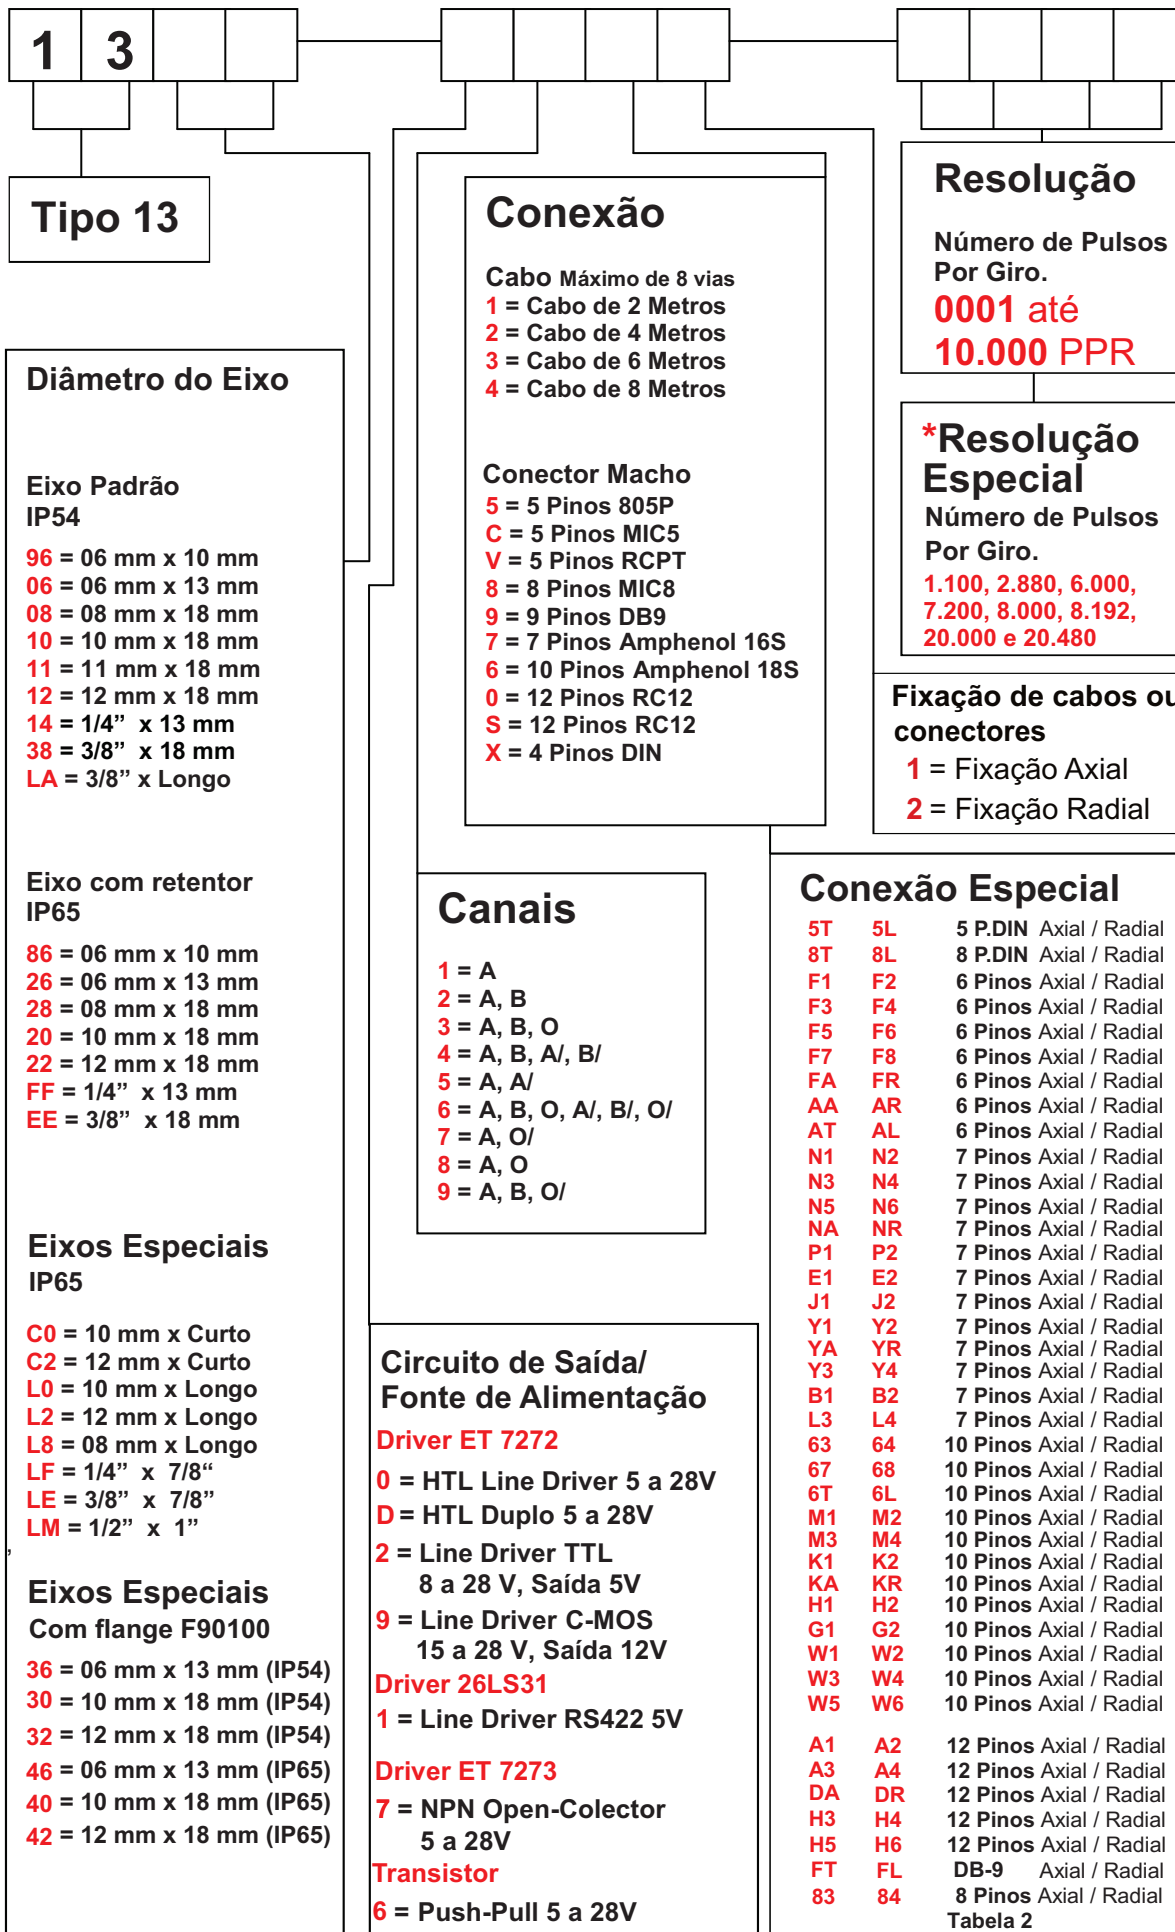 1 3
Tipo 13
Diâmetro do Eixo
Eixo Padrão
IP54
96 = 06 mm x 10 mm
06 = 06 mm x 13 mm
08 = 08 mm x 18 mm
10 = 10 mm x 18 mm
11 = 11 mm x 18 mm
12 = 12 mm x 18 mm
14 = 1/4” x 13 mm
38 = 3/8” x 18 mm
LA = 3/8” x Longo
Eixo com retentor
IP65
86 = 06 mm x 10 mm
26 = 06 mm x 13 mm
28 = 08 mm x 18 mm
20 = 10 mm x 18 mm
22 = 12 mm x 18 mm
FF = 1/4” x 13 mm
EE = 3/8” x 18 mm
Eixos Especiais
IP65
C0 = 10 mm x Curto
C2 = 12 mm x Curto
L0 = 10 mm x Longo
L2 = 12 mm x Longo
L8 = 08 mm x Longo
LF = 1/4” x 7/8“
LE = 3/8” x 7/8”
LM = 1/2” x 1”
,
Eixos Especiais
Com flange F90100
36 = 06 mm x 13 mm (IP54)
30 = 10 mm x 18 mm (IP54)
32 = 12 mm x 18 mm (IP54)
46 = 06 mm x 13 mm (IP65)
40 = 10 mm x 18 mm (IP65)
42 = 12 mm x 18 mm (IP65)
Conexão
Cabo Máximo de 8 vias
1 = Cabo de 2 Metros
2 = Cabo de 4 Metros
3 = Cabo de 6 Metros
4 = Cabo de 8 Metros
Conector Macho
5 = 5 Pinos 805P
C = 5 Pinos MIC5
V = 5 Pinos RCPT
8 = 8 Pinos MIC8
9 = 9 Pinos DB9
7 = 7 Pinos Amphenol 16S
6 = 10 Pinos Amphenol 18S
0 = 12 Pinos RC12
S = 12 Pinos RC12
X = 4 Pinos DIN
Canais
1 = A
2 = A, B
3 = A, B, O
4 = A, B, A/, B/
5 = A, A/
6 = A, B, O, A/, B/, O/
7 = A, O/
8 = A, O
9 = A, B, O/
Circuito de Saída/
Fonte de Alimentação
Driver ET 7272
0 = HTL Line Driver 5 a 28V
D = HTL Duplo 5 a 28V
2 = Line Driver TTL
8 a 28 V, Saída 5V
9 = Line Driver C-MOS
15 a 28 V, Saída 12V
Driver 26LS31
1 = Line Driver RS422 5V
Driver ET 7273
7 = NPN Open-Colector
5 a 28V
Transistor
6 = Push-Pull 5 a 28V
Resolução
Número de Pulsos
Por Giro.
0001 até
10.000 PPR
*Resolução
Especial
Número de Pulsos
Por Giro.
1.100, 2.880, 6.000,
7.200, 8.000, 8.192,
20.000 e 20.480
Fixação de cabos ou
conectores
1 = Fixação Axial
2 = Fixação Radial
Conexão Especial
5T 5L 5 P.DIN Axial / Radial
8T 8L 8 P.DIN Axial / Radial
F1 F2 6 Pinos Axial / Radial
F3 F4 6 Pinos Axial / Radial
F5 F6 6 Pinos Axial / Radial
F7 F8 6 Pinos Axial / Radial
FA FR 6 Pinos Axial / Radial
AA AR 6 Pinos Axial / Radial
AT AL 6 Pinos Axial / Radial
N1 N2 7 Pinos Axial / Radial
N3 N4 7 Pinos Axial / Radial
N5 N6 7 Pinos Axial / Radial
NA NR 7 Pinos Axial / Radial
P1 P2 7 Pinos Axial / Radial
E1 E2 7 Pinos Axial / Radial
J1 J2 7 Pinos Axial / Radial
Y1 Y2 7 Pinos Axial / Radial
YA YR 7 Pinos Axial / Radial
Y3 Y4 7 Pinos Axial / Radial
B1 B2 7 Pinos Axial / Radial
L3 L4 7 Pinos Axial / Radial
63 64 10 Pinos Axial / Radial
67 68 10 Pinos Axial / Radial
6T 6L 10 Pinos Axial / Radial
M1 M2 10 Pinos Axial / Radial
M3 M4 10 Pinos Axial / Radial
K1 K2 10 Pinos Axial / Radial
KA KR 10 Pinos Axial / Radial
H1 H2 10 Pinos Axial / Radial
G1 G2 10 Pinos Axial / Radial
W1 W2 10 Pinos Axial / Radial
W3 W4 10 Pinos Axial / Radial
W5 W6 10 Pinos Axial / Radial
A1 A2 12 Pinos Axial / Radial
A3 A4 12 Pinos Axial / Radial
DA DR 12 Pinos Axial / Radial
H3 H4 12 Pinos Axial / Radial
H5 H6 12 Pinos Axial / Radial
FT FL DB-9 Axial / Radial
83 84 8 Pinos Axial / Radial
Tabela 2